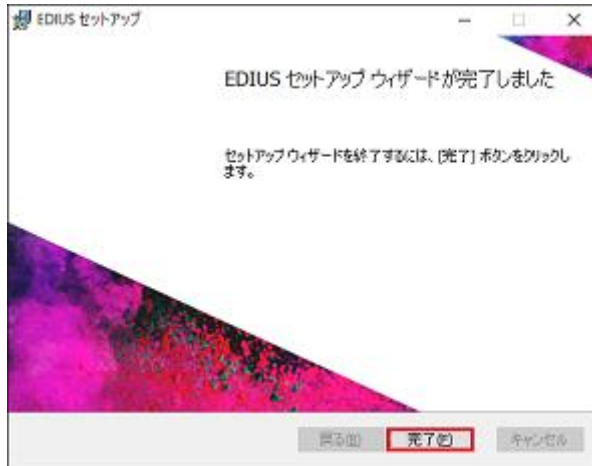 EDIUS セットアップ
EDIUS セットアップ ウィザードが完了しました
セットアップ ウィザードを終了するには、[完了] ボタンをクリックし
ます。
戻る(B) 完了(F) キャンセル